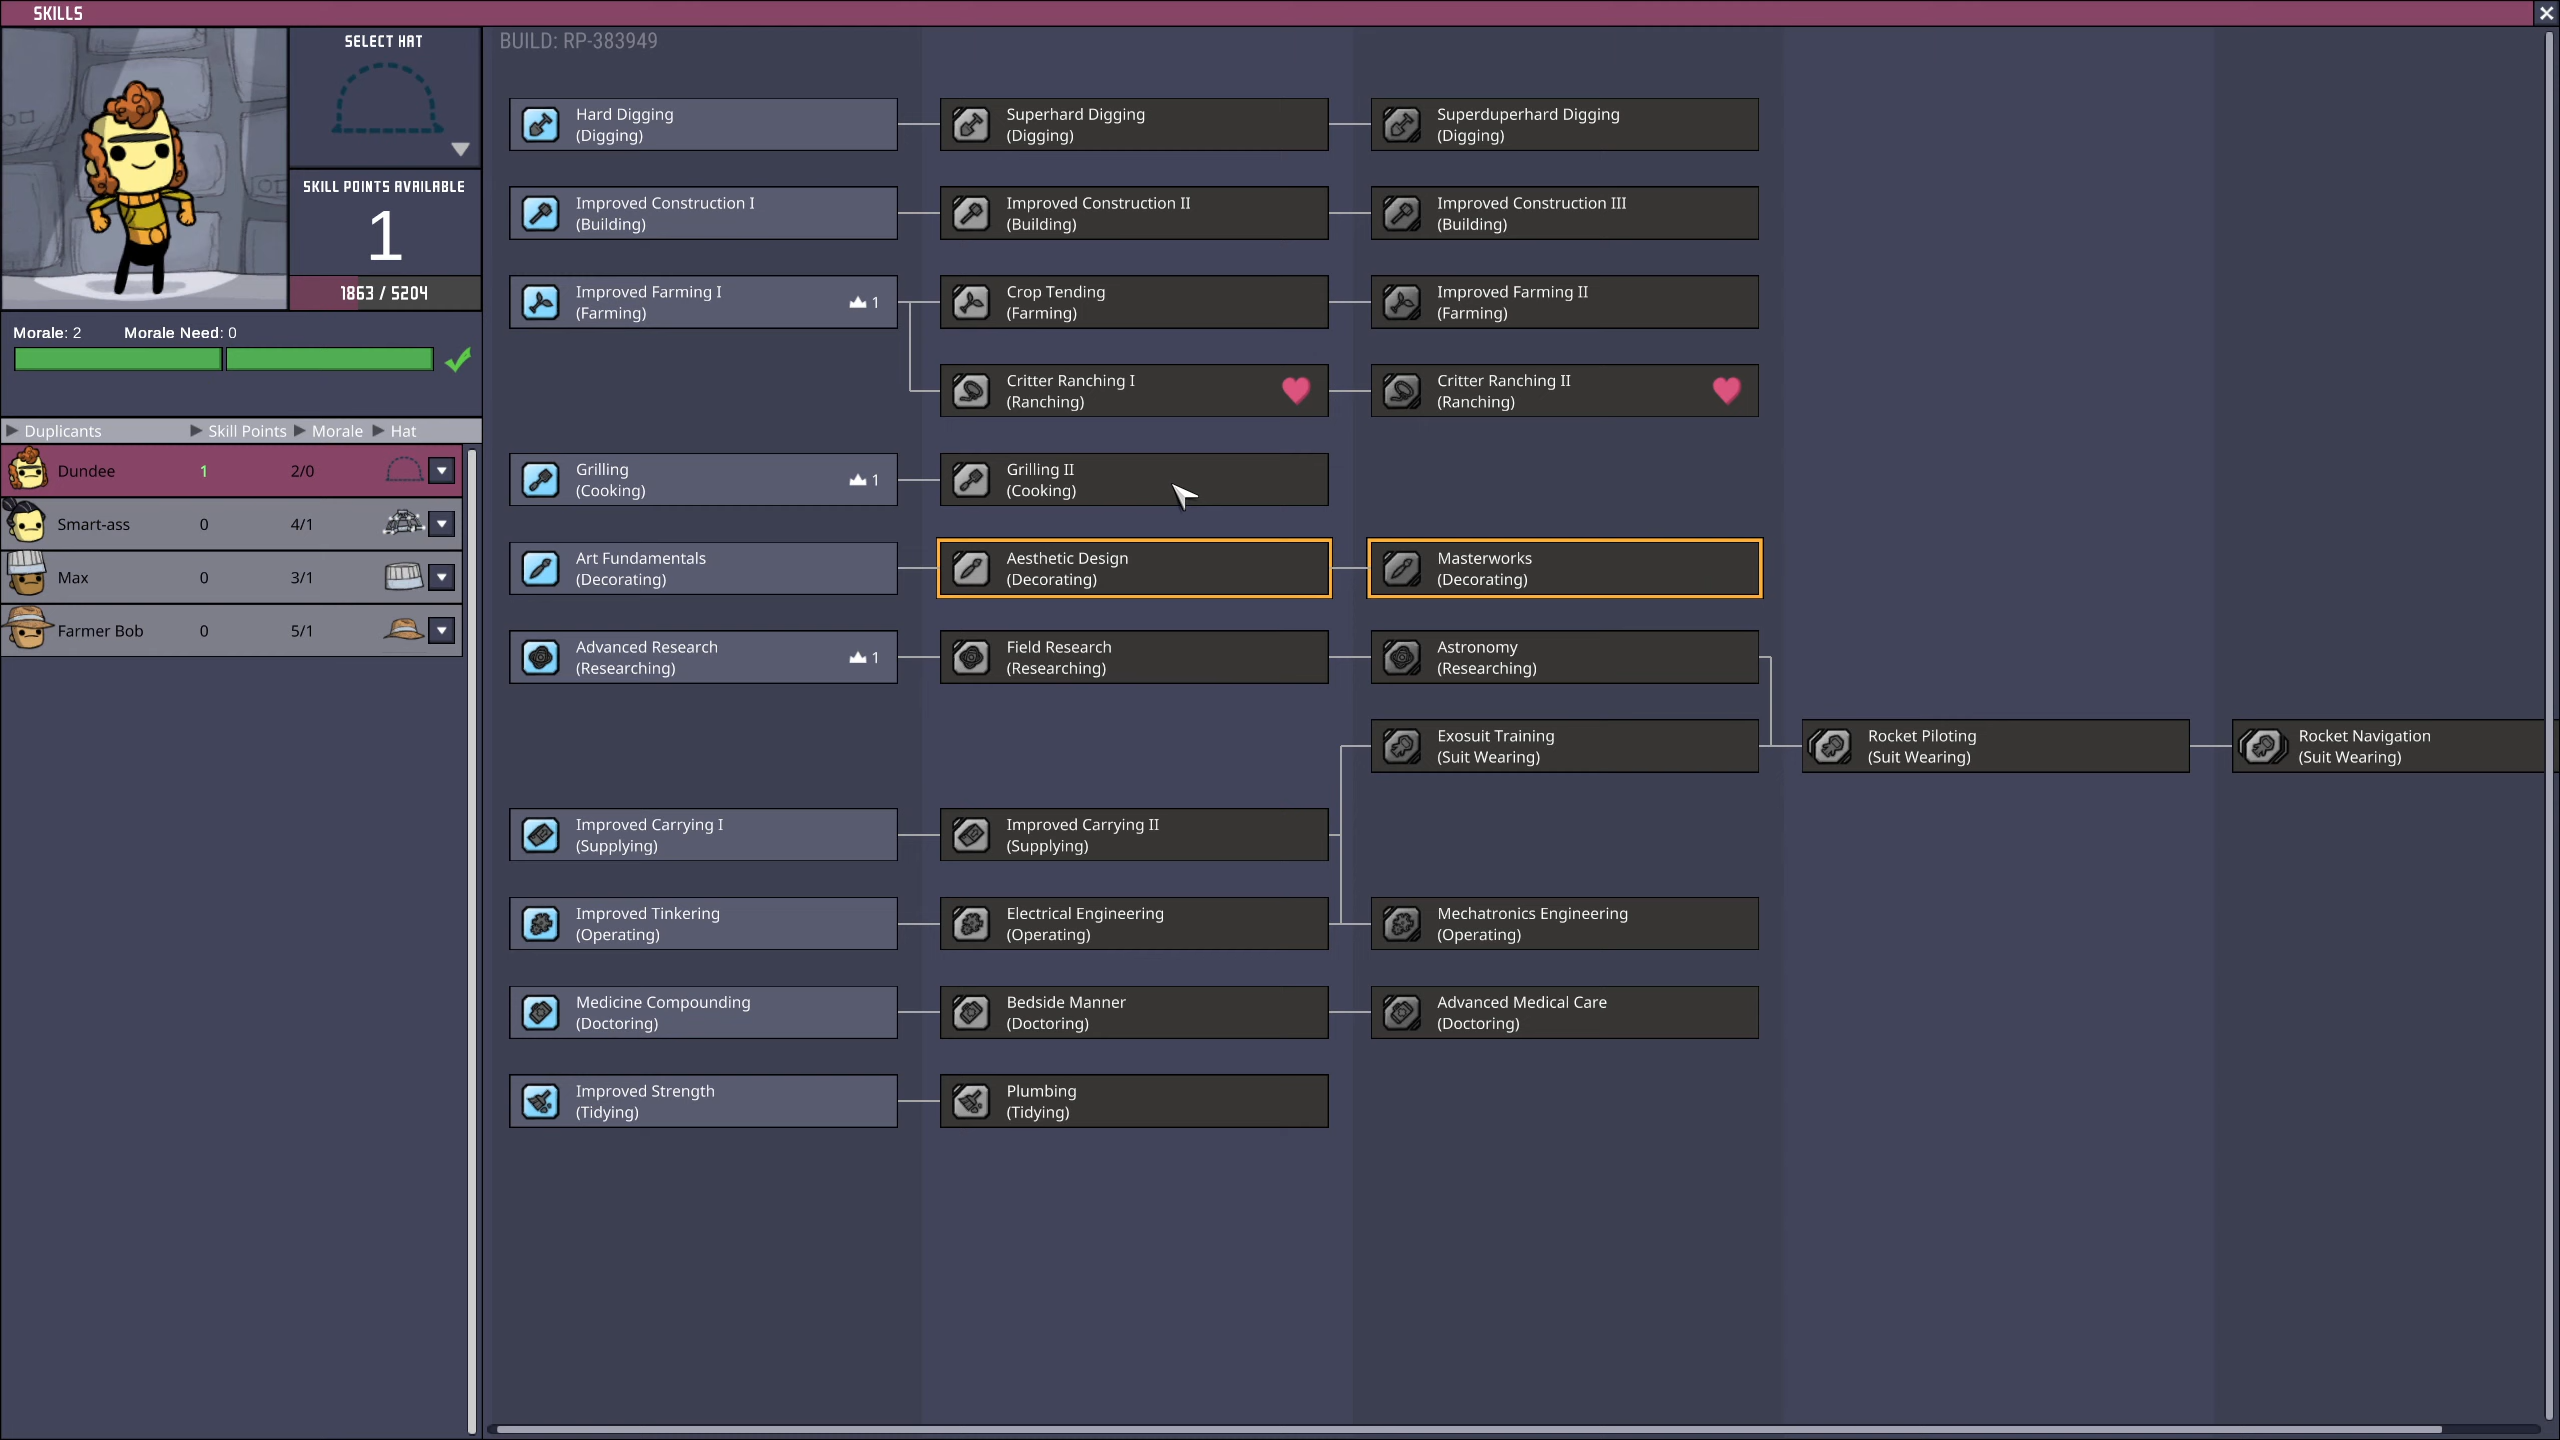 SKILLS
SELECT HAT
SKILL POINTS AVAILABLE
1
1863 / 5204
Morale: 2 Morale Need: 0
Duplicants Skill Points Morale Hat
Dundee 1 2/0
Smart-ass 0 4/1
Max 0 3/1
Farmer Bob 0 5/1
BUILD: RP-383949
Hard Digging
(Digging)
Superhard Digging
(Digging)
Superduperhard Digging
(Digging)
Improved Construction I
(Building)
Improved Construction II
(Building)
Improved Construction III
(Building)
Improved Farming I
(Farming)
1
Crop Tending
(Farming)
Improved Farming II
(Farming)
Critter Ranching I
(Ranching)
Critter Ranching II
(Ranching)
Grilling
(Cooking)
1
Grilling II
(Cooking)
Art Fundamentals
(Decorating)
Aesthetic Design
(Decorating)
Masterworks
(Decorating)
Advanced Research
(Researching)
1
Field Research
(Researching)
Astronomy
(Researching)
Exosuit Training
(Suit Wearing)
Rocket Piloting
(Suit Wearing)
Rocket Navigation
(Suit Wearing)
Improved Carrying I
(Supplying)
Improved Carrying II
(Supplying)
Improved Tinkering
(Operating)
Electrical Engineering
(Operating)
Mechatronics Engineering
(Operating)
Medicine Compounding
(Doctoring)
Bedside Manner
(Doctoring)
Advanced Medical Care
(Doctoring)
Improved Strength
(Tidying)
Plumbing
(Tidying)